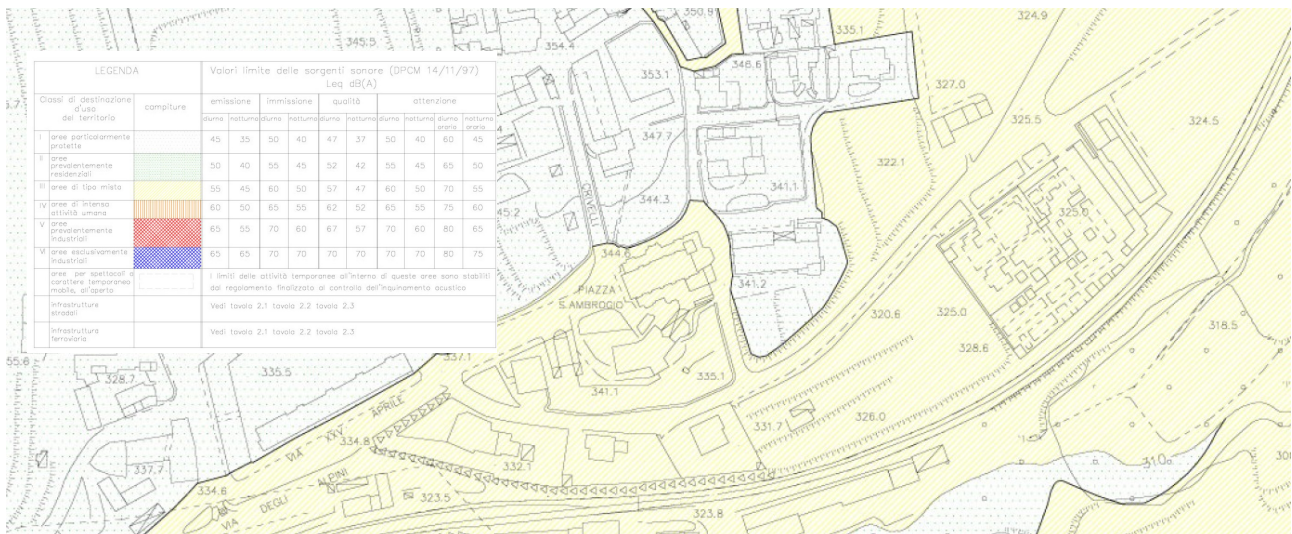 350.9
335.1
324.9
345.5
354.4
353.1
346.6
327.0
LEGENDA
Valori limite delle sorgenti sonore (DPCM 14/11/97)
Leq dB(A)
Classi di destinazione d'uso del territorio
campiture
emissione immissione qualità attenzione
diurno notturno diurno notturno diurno notturno diurno notturno diurno orario notturno orario
I aree particolarmente protette 45 35 50 40 47 37 50 40 60 45
II aree prevalentemente residenziali 50 40 55 45 52 42 55 45 65 50
III aree di tipo misto 55 45 60 50 57 47 60 50 70 55
IV aree di intensa attività umana 60 50 65 55 62 52 65 55 75 60
V aree prevalentemente industriali 65 55 70 60 67 57 70 60 80 65
VI aree esclusivamente industriali 65 65 70 70 70 70 70 70 80 75
aree per spettacoli a carattere temporaneo mobile, all'aperto
I limiti delle attività temporanee all'interno di queste aree sono stabiliti
dal regolamento finalizzato al controllo dell'inquinamento acustico
Infrastrutture stradali
Vedi tavola 2.1 tavola 2.2 tavola 2.3
Infrastruttura ferroviaria
Vedi tavola 2.1 tavola 2.2 tavola 2.3
325.5
324.5
347.7
322.1
341.1
CRIVELLI
344.3
325.0
345.2
344.6
341.2
PIAZZA
S.AMBROGIO
320.6
325.0
318.5
328.6
337.1
335.5
328.7
335.1
341.1
VIA XXV APRILE
326.0
331.7
334.8
332.1
337.7
310
334.6
VIA DEGLI ALPINI
323.5
323.8